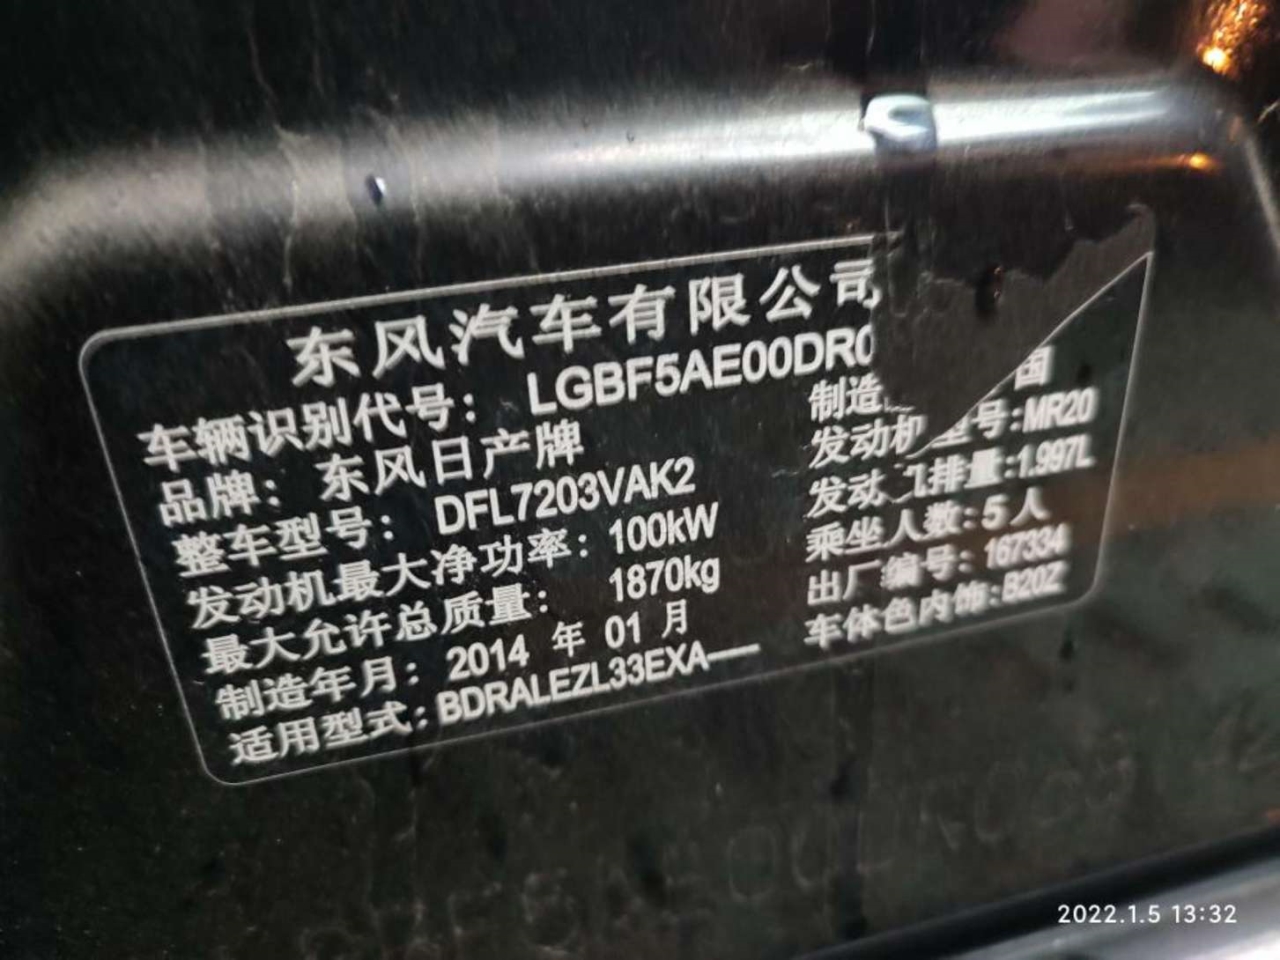 东风汽车有限公司
车辆识别代号: LGBF5AE00DR0
品牌: 东风日产牌
制造 国
整车型号: DFL7203VAK2
发动机型号:MR20
发动机最大净功率: 100kW
发动机排量:1.997L
最大允许总质量: 1870kg
乘坐人数:5人
制造年月: 2014 年 01 月
出厂编号: 167334
适用型式:BDRALEZL33EXA—
车体色内饰:B20Z
2022.1.5 13:32